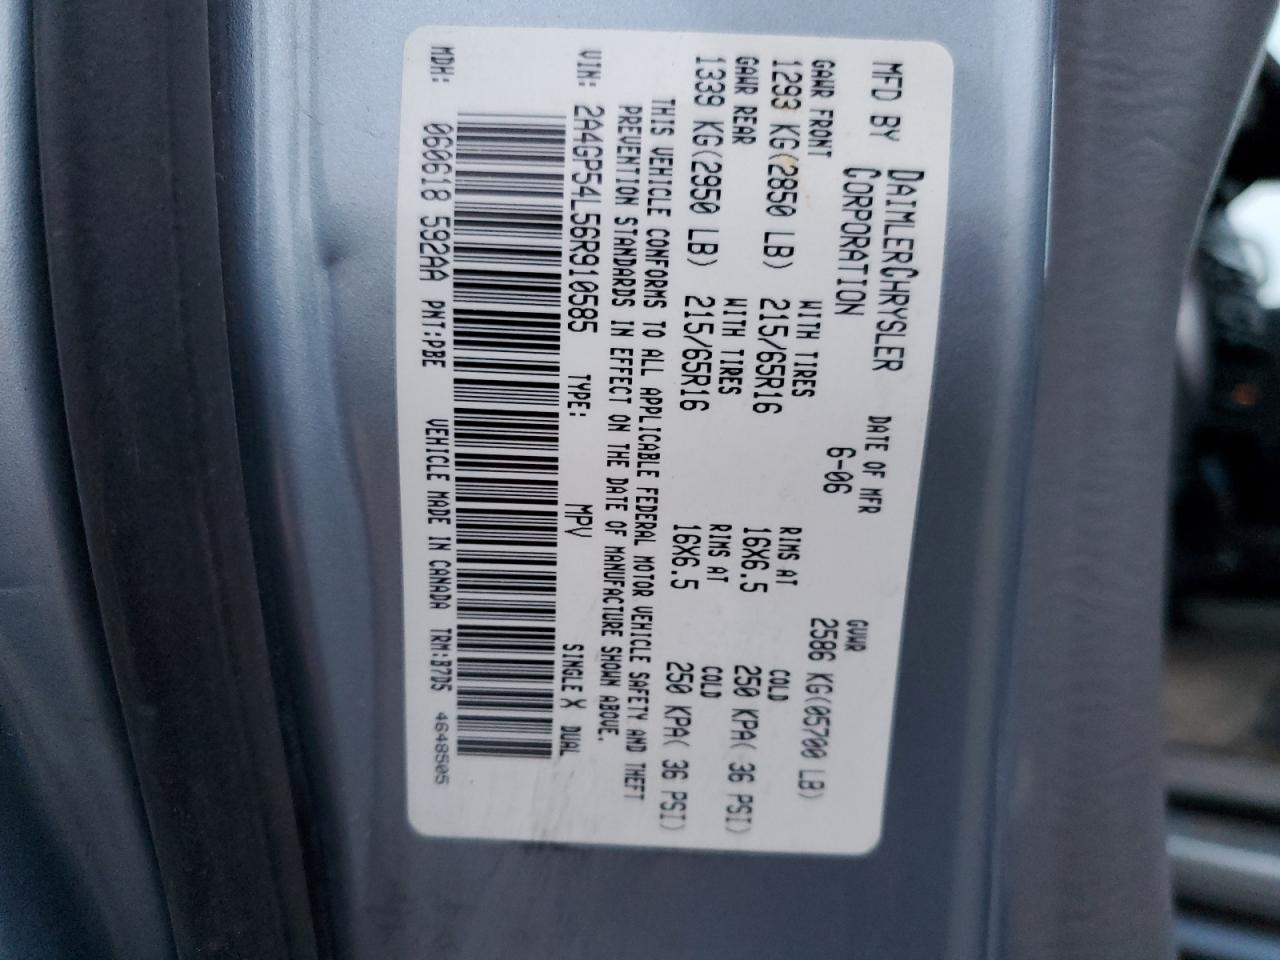 MFD BY DAIMLERCHRYSLER CORPORATION DATE OF MFR 6-06 GVWR 2586 KG(05700 LB)
GAWR FRONT WITH TIRES RIMS AT COLD
1293 KG(2850 LB) 215/65R16 16X6.5 250 KPA( 36 PSI)
GAWR REAR WITH TIRES RIMS AT COLD
1339 KG(2950 LB) 215/65R16 16X6.5 250 KPA( 36 PSI)
THIS VEHICLE CONFORMS TO ALL APPLICABLE FEDERAL MOTOR VEHICLE SAFETY AND THEFT
PREVENTION STANDARDS IN EFFECT ON THE DATE OF MANUFACTURE SHOWN ABOVE.
VIN: 2A4GP54L56R910585 TYPE: MPV SINGLE X DUAL
MDH: 060618 592AA PNT:PBE VEHICLE MADE IN CANADA TRM:B7D5 4648505